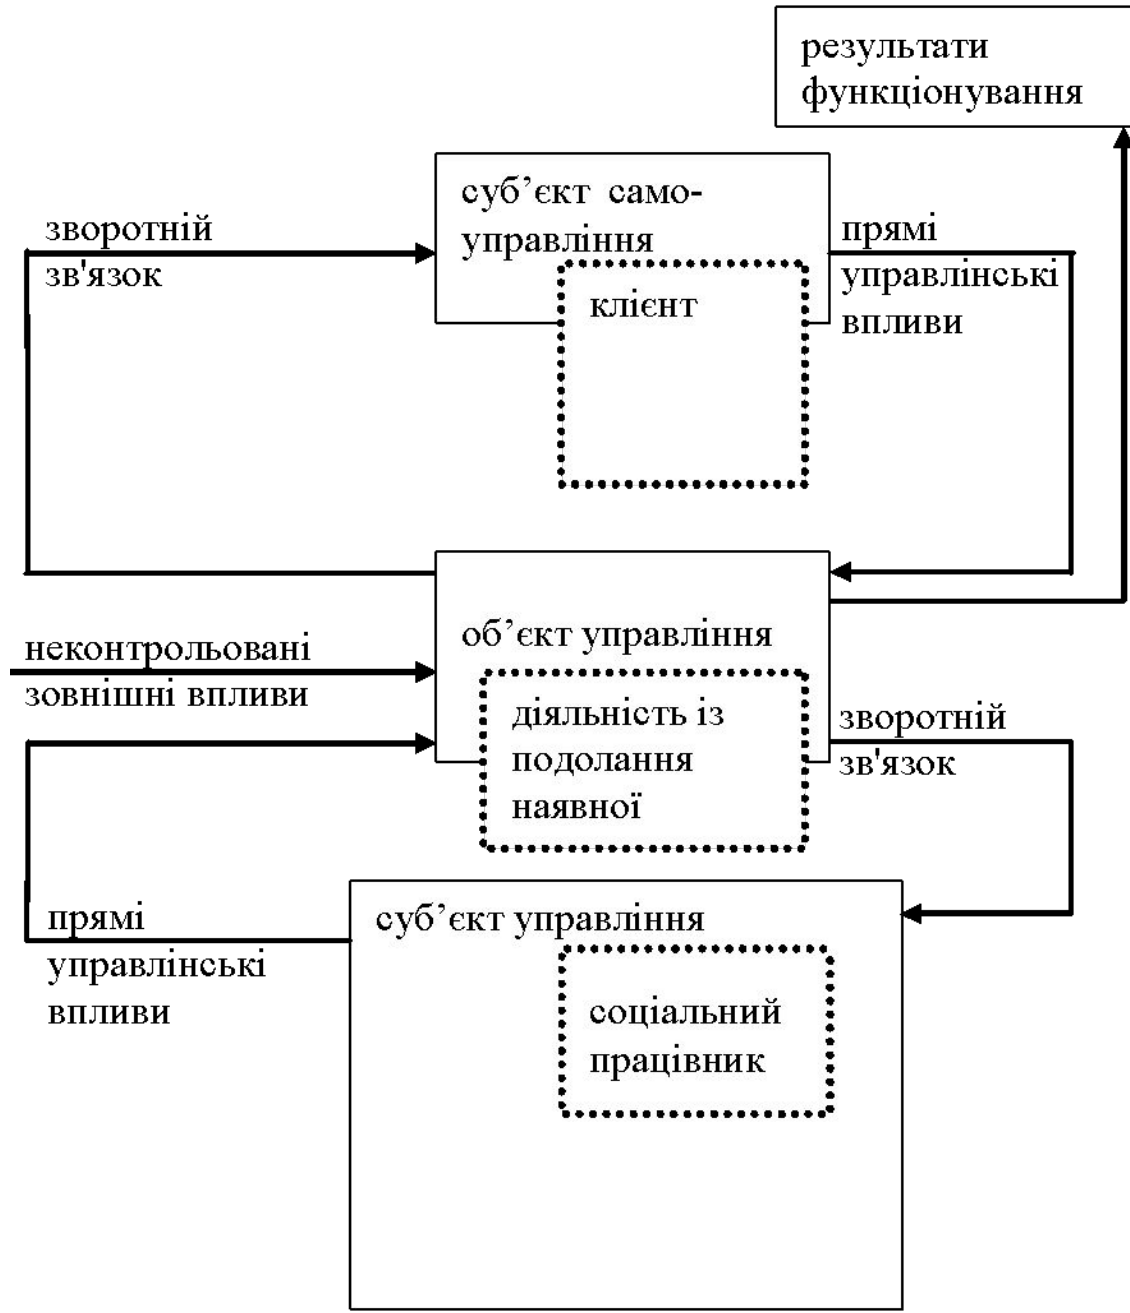 результати
функціонування
суб’єкт само-
управління
зворотній
зв'язок
прямі
управлінські
впливи
клієнт
об’єкт управління
неконтрольовані
зовнішні впливи
діяльність із
подолання
наявної
зворотній
зв'язок
суб’єкт управління
прямі
управлінські
впливи
соціальний
працівник